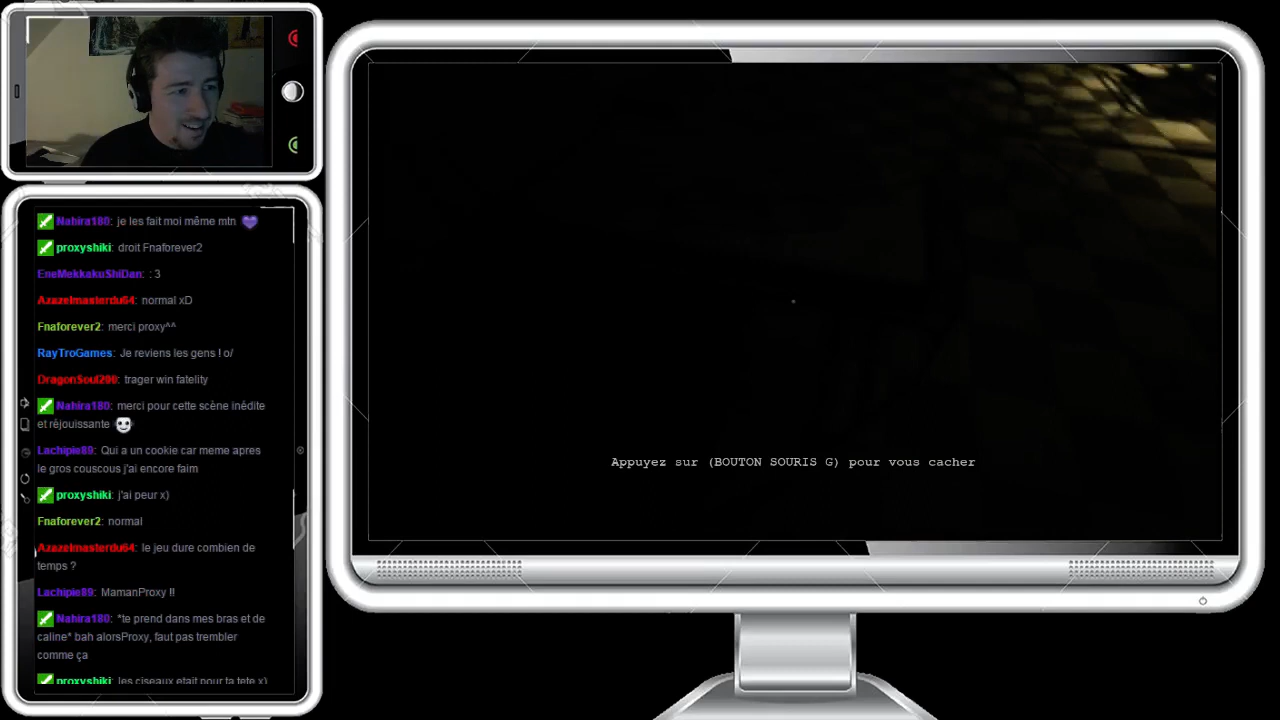 Nahira180: je les fait moi même mtn
proxyshiki: droit Fnaforever2
EneMekkakuShiDan: : 3
Azazelmasterdu64: normal xD
Fnaforever2: merci proxy^^
RayTroGames: Je reviens les gens ! o/
DragonSoul200: trager win fatelity
Nahira180: merci pour cette scène inédite
et réjouissante
Lachipie89: Qui a un cookie car meme apres
le gros couscous j'ai encore faim
proxyshiki: j'ai peur x)
Fnaforever2: normal
Azazelmasterdu64: le jeu dure combien de
temps ?
Lachipie89: MamanProxy !!
Nahira180: *te prend dans mes bras et de
caline* bah alorsProxy, faut pas trembler
comme ça
proxyshiki: les ciseaux etait pour ta tete x)
Appuyez sur (BOUTON SOURIS G) pour vous cacher